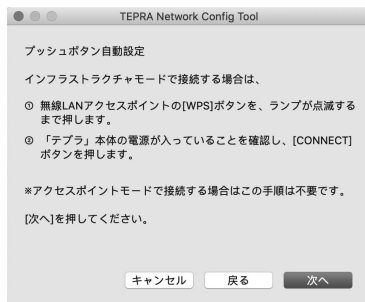 TEPRA Network Config Tool
プッシュボタン自動設定
インフラストラクチャモードで接続する場合は、
① 無線LANアクセスポイントの[WPS]ボタンを、ランプが点滅する
まで押します。
② 「テプラ」本体の電源が入っていることを確認し、[CONNECT]
ボタンを押します。
※アクセスポイントモードで接続する場合はこの手順は不要です。
[次へ]を押してください。
キャンセル 戻る 次へ